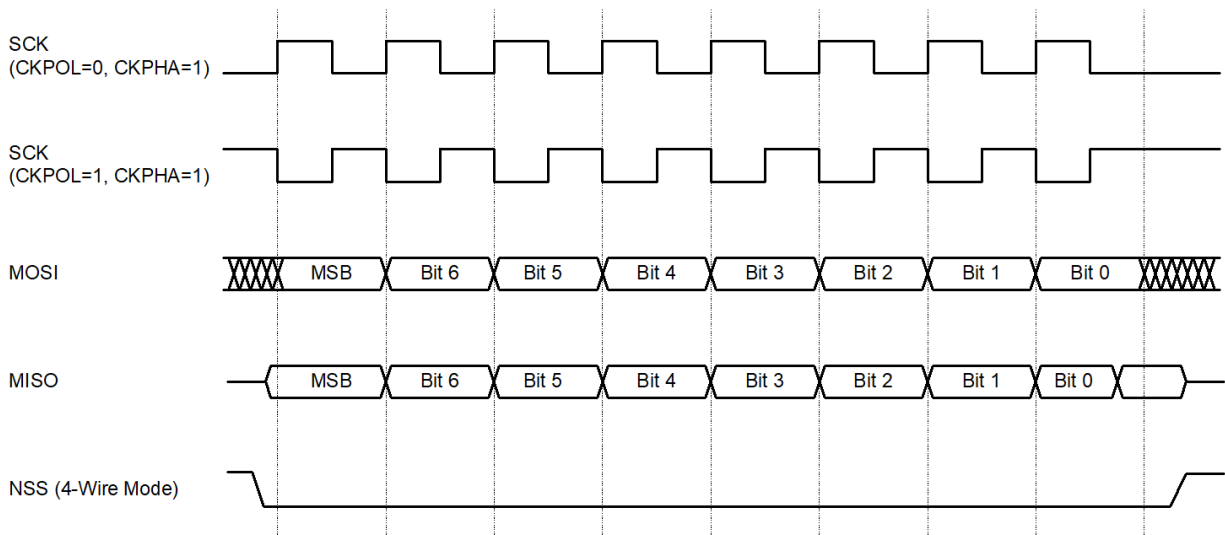 SCK
(CKPOL=0, CKPHA=1)
SCK
(CKPOL=1, CKPHA=1)
MOSI
MSB
Bit 6
Bit 5
Bit 4
Bit 3
Bit 2
Bit 1
Bit 0
MISO
MSB
Bit 6
Bit 5
Bit 4
Bit 3
Bit 2
Bit 1
Bit 0
NSS (4-Wire Mode)